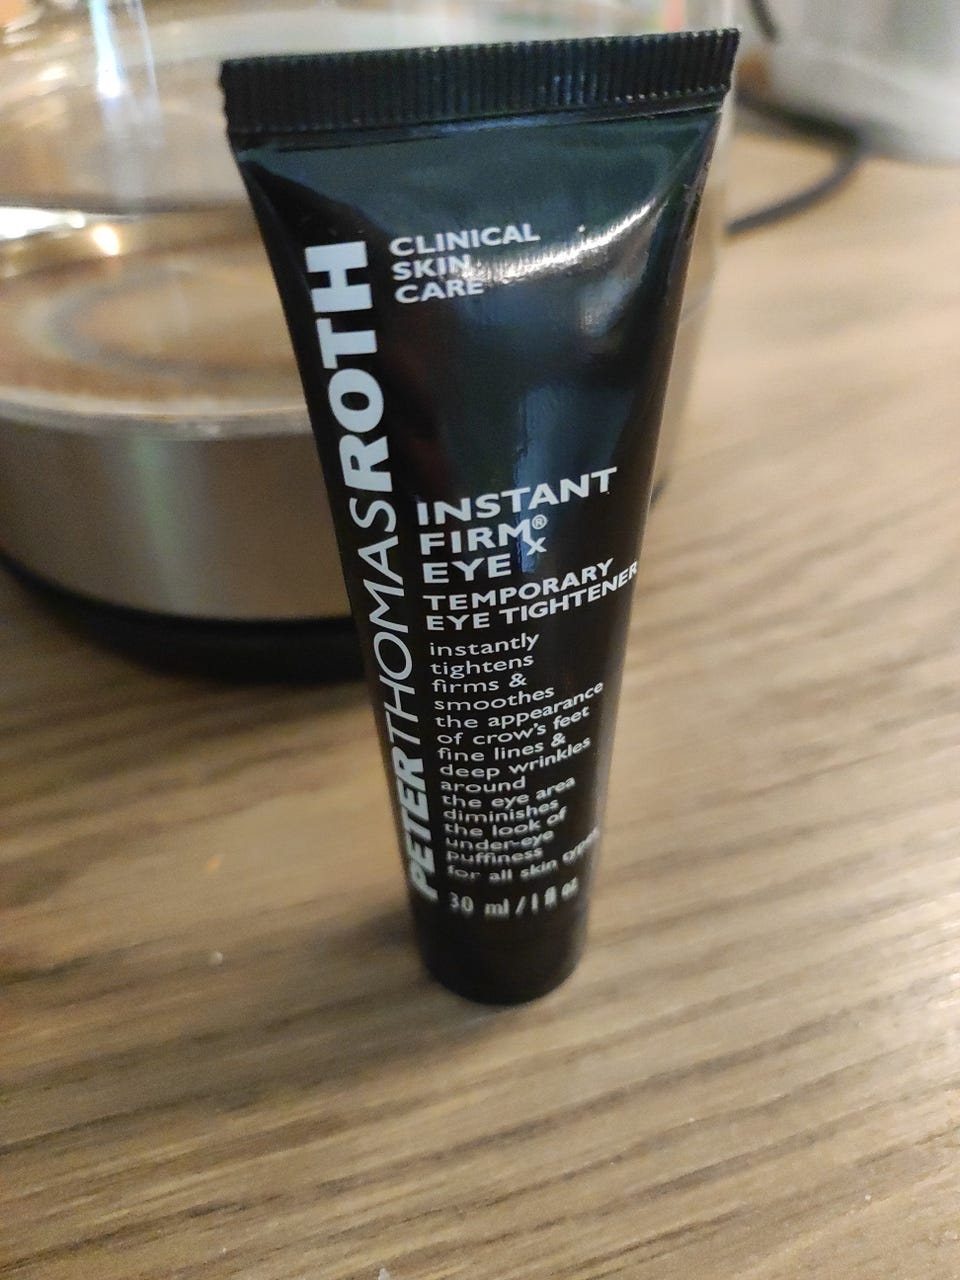 PETERTHOMASROTH
CLINICAL
SKIN
CARE
INSTANT
FIRMx®
EYE
TEMPORARY
EYE TIGHTENER
instantly
tightens
firms &
smoothes
the appearance
of crow's feet
fine lines &
deep wrinkles
around
the eye area
diminishes
the look of
under-eye
puffiness
for all skin types
30 ml / 1 fl oz